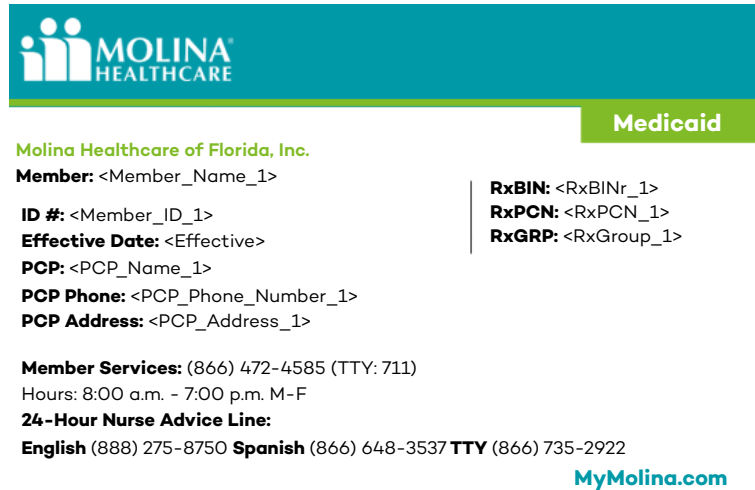 MOLINA
HEALTHCARE
Medicaid
Molina Healthcare of Florida, Inc.
Member: <Member_Name_1>
ID #: <Member_ID_1>
Effective Date: <Effective>
PCP: <PCP_Name_1>
PCP Phone: <PCP_Phone_Number_1>
PCP Address: <PCP_Address_1>
RxBIN: <RxBINr_1>
RxPCN: <RxPCN_1>
RxGRP: <RxGroup_1>
Member Services: (866) 472-4585 (TTY: 711)
Hours: 8:00 a.m. - 7:00 p.m. M-F
24-Hour Nurse Advice Line:
English (888) 275-8750 Spanish (866) 648-3537 TTY (866) 735-2922
MyMolina.com